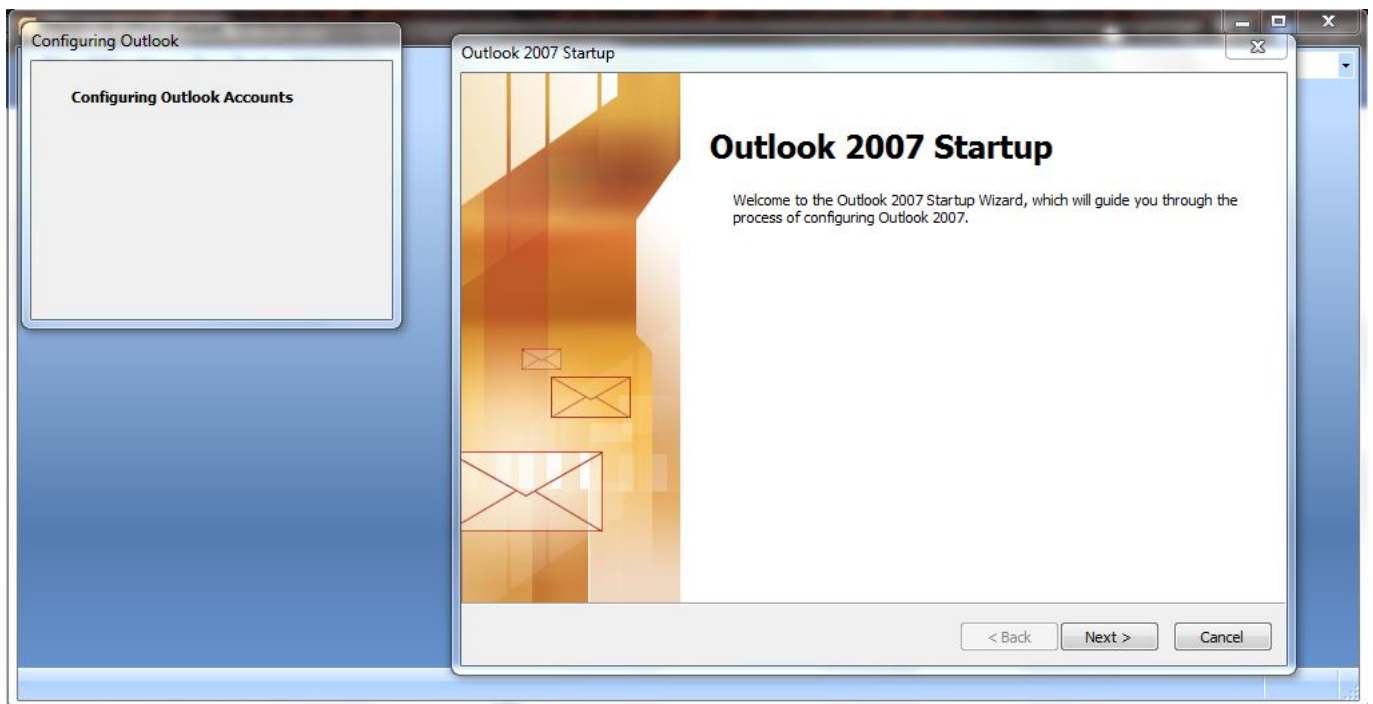 Configuring Outlook
Configuring Outlook Accounts
Outlook 2007 Startup
Outlook 2007 Startup
Welcome to the Outlook 2007 Startup Wizard, which will guide you through the
process of configuring Outlook 2007.
< Back Next > Cancel